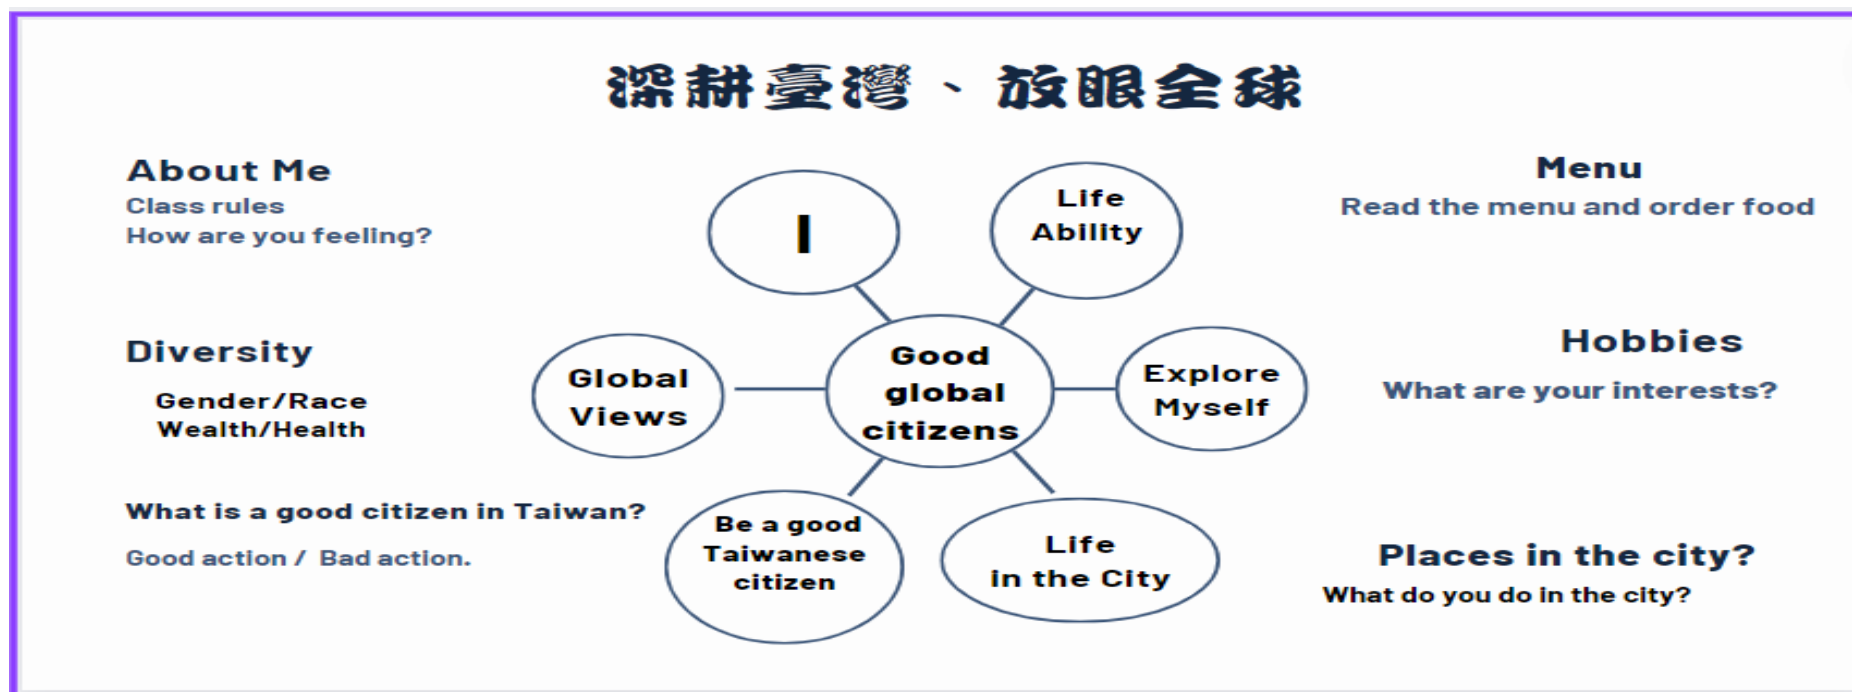 深耕臺灣、放眼全球
About Me
Class rules
How are you feeling?
I
Life
Ability
Menu
Read the menu and order food
Diversity
Gender/Race
Wealth/Health
Global
Views
Good
global
citizens
Explore
Myself
Hobbies
What are your interests?
What is a good citizen in Taiwan?
Good action / Bad action.
Be a good
Taiwanese
citizen
Life
in the City
Places in the city?
What do you do in the city?